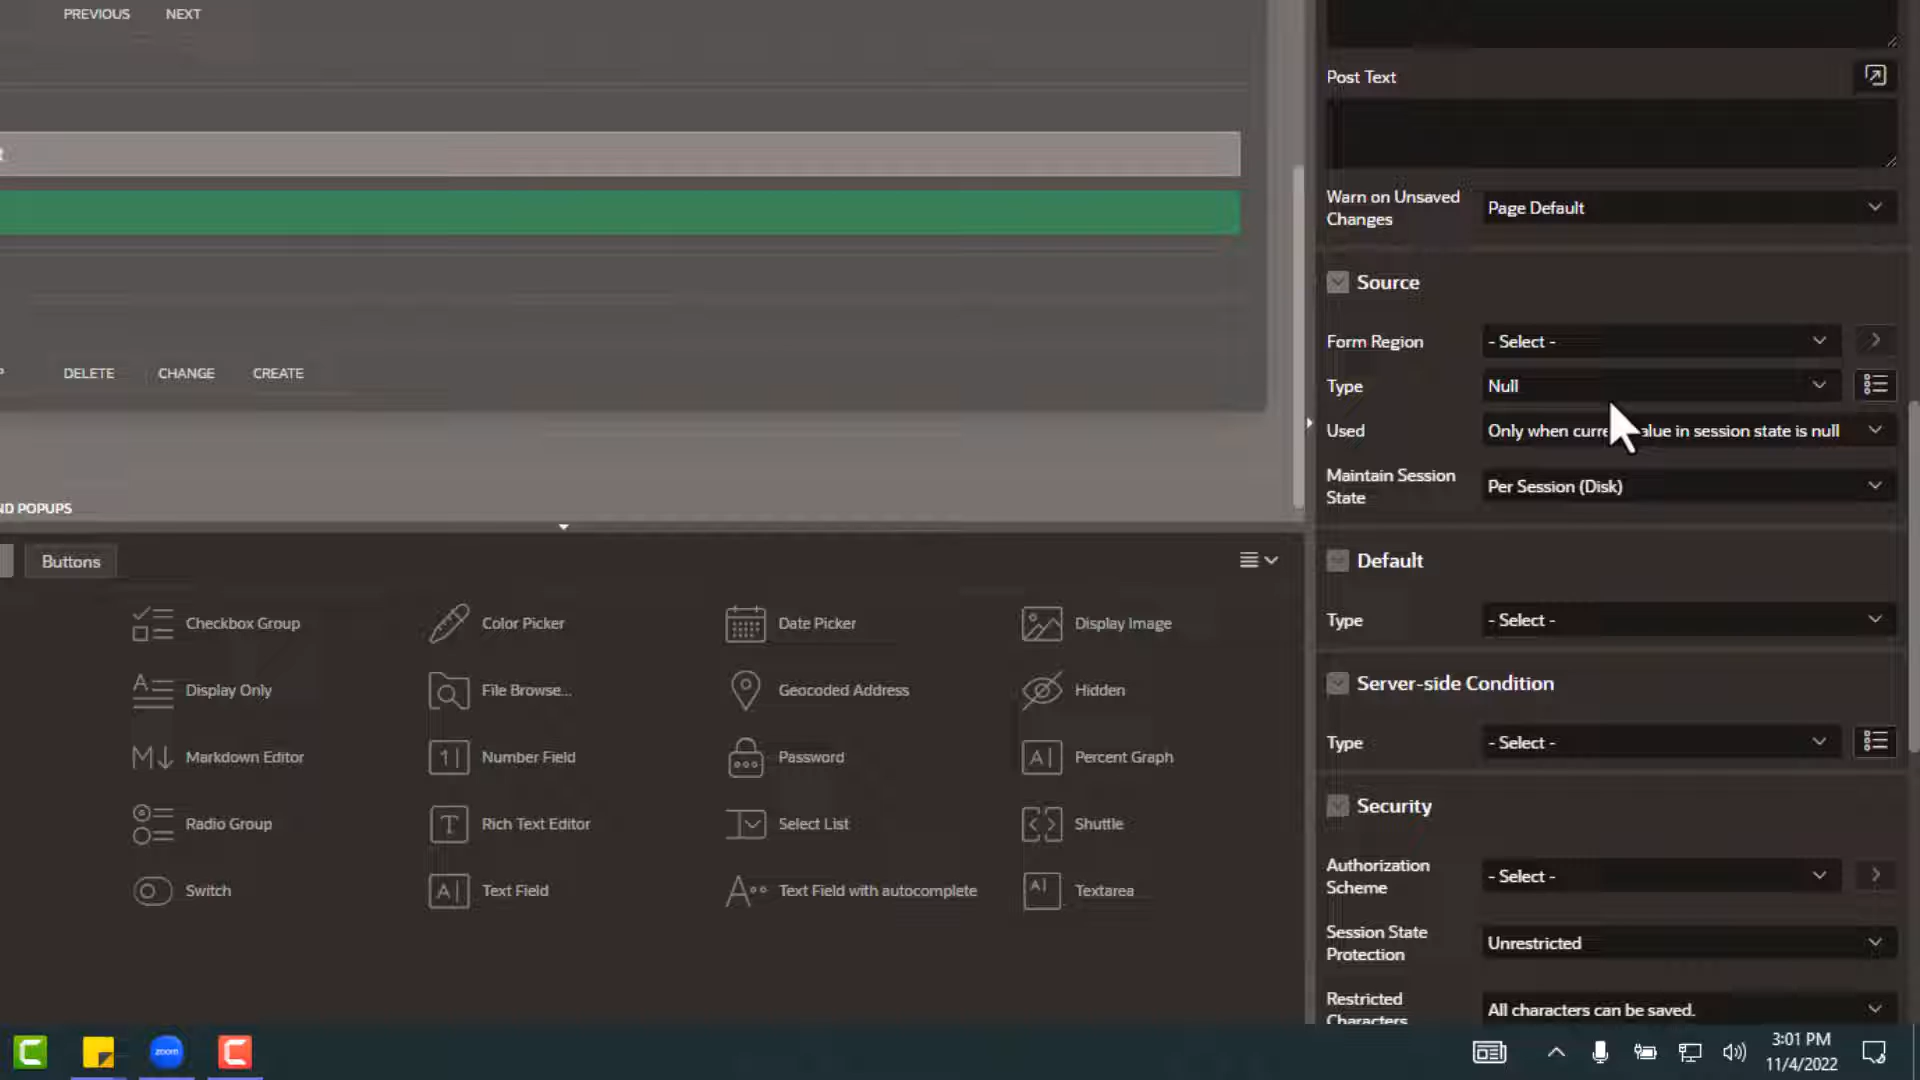 PREVIOUS NEXT
DELETE CHANGE CREATE
ND POPUPS
Buttons
Checkbox Group Color Picker Date Picker Display Image
Display Only File Browse... Geocoded Address Hidden
Markdown Editor Number Field Password Percent Graph
Radio Group Rich Text Editor Select List Shuttle
Switch Text Field Text Field with autocomplete Textarea
Post Text
Warn on Unsaved
Changes
Page Default
Source
Form Region - Select -
Type Null
Used Only when curre alue in session state is null
Maintain Session
State
Per Session (Disk)
Default
Type - Select -
Server-side Condition
Type - Select -
Security
Authorization
Scheme
- Select -
Session State
Protection
Unrestricted
Restricted
Characters
All characters can be saved.
zoom
3:01 PM
11/4/2022